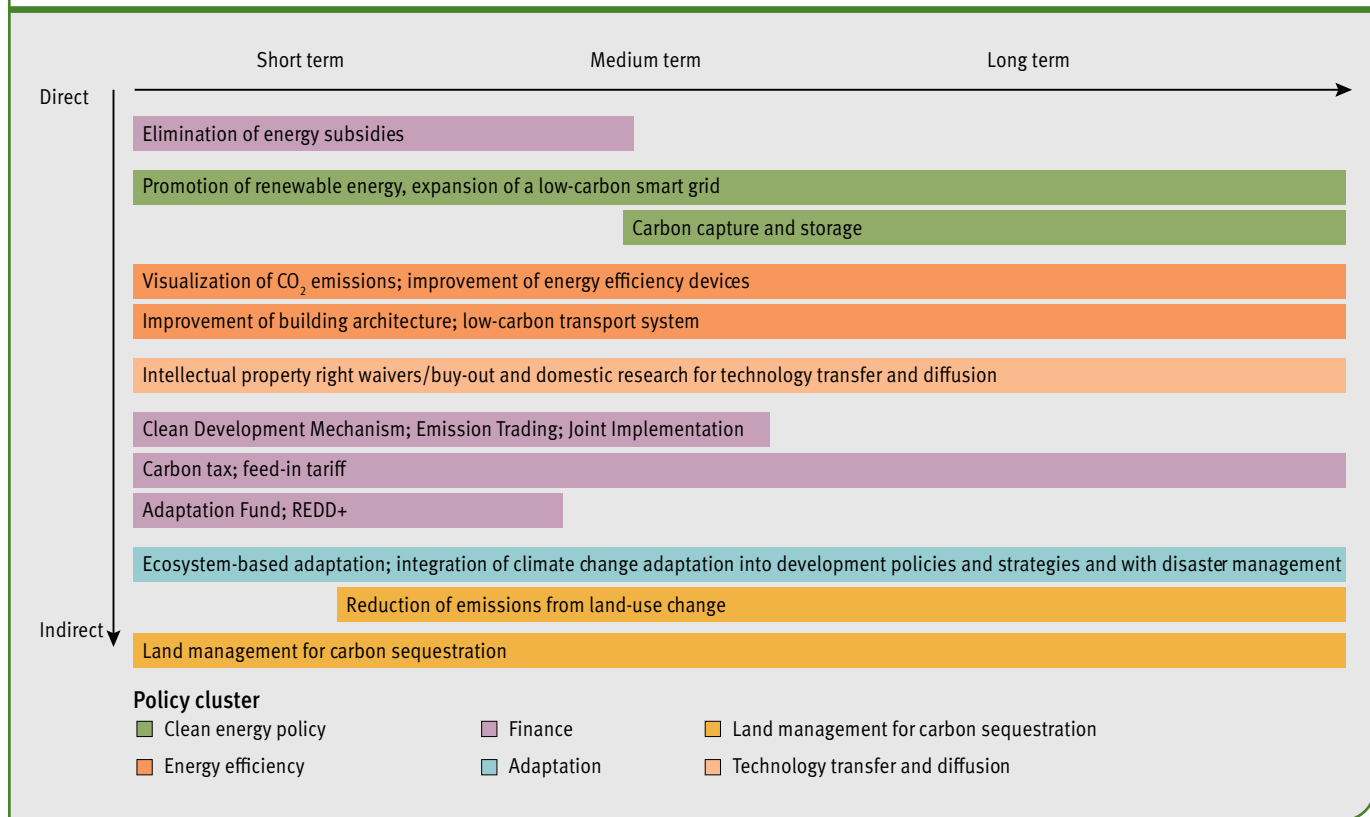 Short term
Medium term
Long term
Direct
Elimination of energy subsidies
Promotion of renewable energy, expansion of a low-carbon smart grid
Carbon capture and storage
Visualization of CO₂ emissions; improvement of energy efficiency devices
Improvement of building architecture; low-carbon transport system
Intellectual property right waivers/buy-out and domestic research for technology transfer and diffusion
Clean Development Mechanism; Emission Trading; Joint Implementation
Carbon tax; feed-in tariff
Adaptation Fund; REDD+
Ecosystem-based adaptation; integration of climate change adaptation into development policies and strategies and with disaster management
Reduction of emissions from land-use change
Indirect
Land management for carbon sequestration
Policy cluster
Clean energy policy
Finance
Land management for carbon sequestration
Energy efficiency
Adaptation
Technology transfer and diffusion